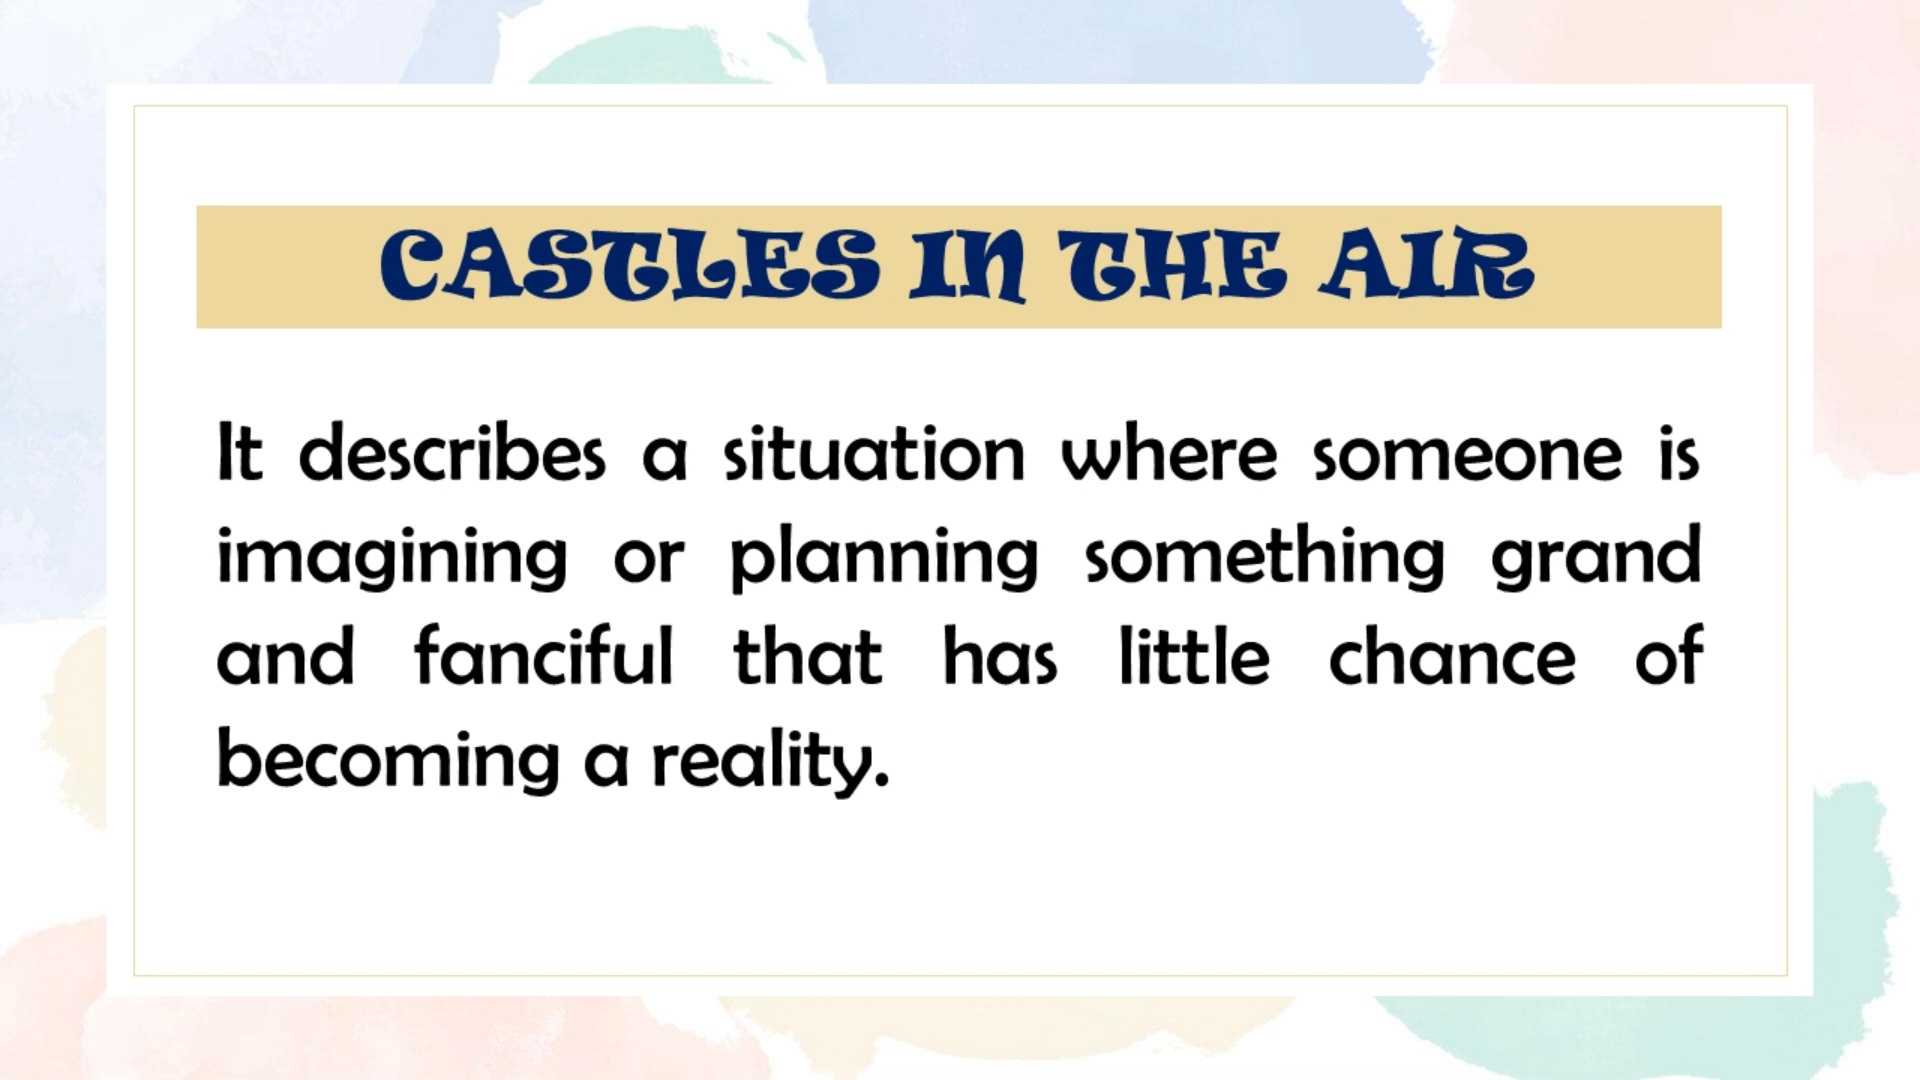 CASTLES IN THE AIR
It describes a situation where someone is
imagining or planning something grand
and fanciful that has little chance of
becoming a reality.